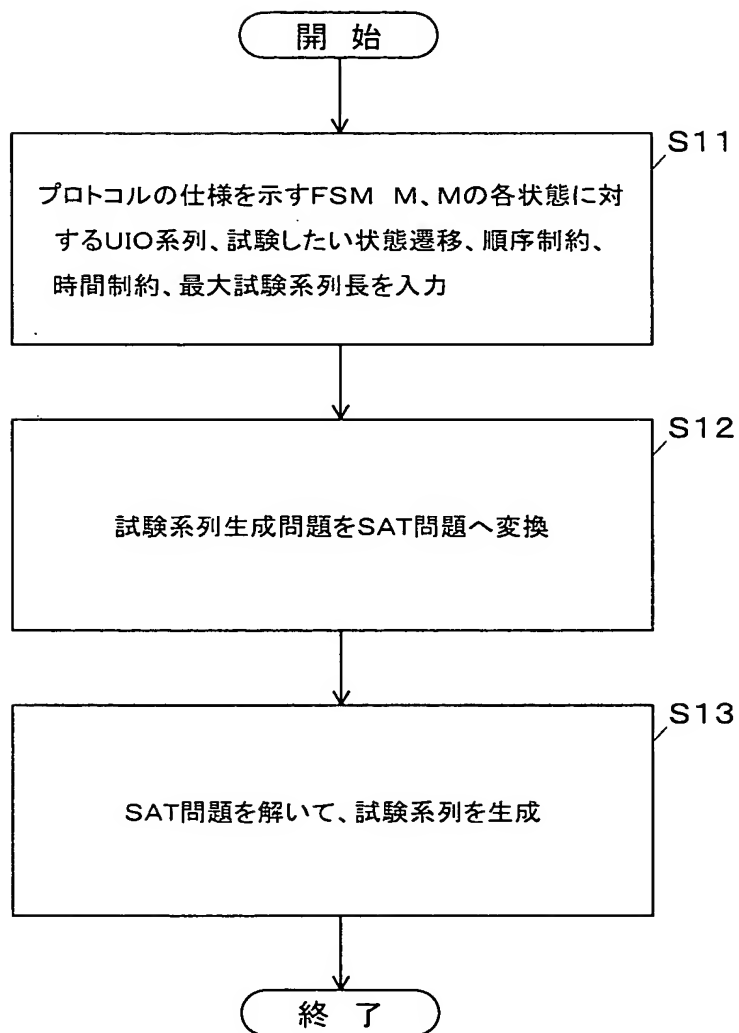 開 始
S11
プロトコルの仕様を示すFSM M、Mの各状態に対
するUIO系列、試験したい状態遷移、順序制約、
時間制約、最大試験系列長を入力
S12
試験系列生成問題をSAT問題へ変換
S13
SAT問題を解いて、試験系列を生成
終 了